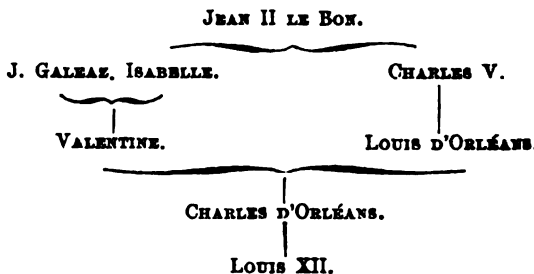 JEAN II LE BON.
J. GALEAZ. ISABELLE. CHARLES V.
VALENTINE. LOUIS D'ORLÉANS.
CHARLES D'ORLÉANS.
LOUIS XII.